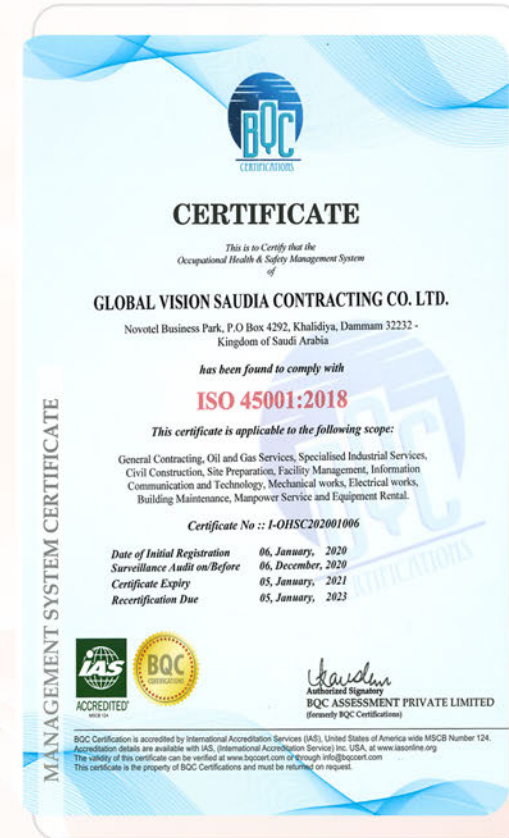 BQC
CERTIFICATIONS
CERTIFICATE
This is to Certify that the
Occupational Health & Safety Management System
of
GLOBAL VISION SAUDIA CONTRACTING CO. LTD.
Novotel Business Park, P.O Box 4292, Khalidiya, Dammam 32232 -
Kingdom of Saudi Arabia
has been found to comply with
ISO 45001:2018
This certificate is applicable to the following scope:
General Contracting, Oil and Gas Services, Specialised Industrial Services,
Civil Construction, Site Preparation, Facility Management, Information
Communication and Technology, Mechanical works, Electrical works,
Building Maintenance, Manpower Service and Equipment Rental.
Certificate No :: I-OHSC202001006
Date of Initial Registration 06, January, 2020
Surveillance Audit on/Before 06, December, 2020
Certificate Expiry 05, January, 2021
Recertification Due 05, January, 2023
BQC
CERTIFICATIONS
MANAGEMENT SYSTEM CERTIFICATE
IAS
ACCREDITED
MSCB 124
BQC
CERTIFICATIONS
Authorized Signatory
BQC ASSESSMENT PRIVATE LIMITED
(formerly BQC Certifications)
BQC Certification is accredited by International Accreditation Services (IAS), United States of America wide MSCB Number 124.
Accreditation details are available with IAS, (International Accreditation Service) Inc. USA, at www.iasonline.org
The validity of this certificate can be verified at www.bqccert.com or through info@bqccert.com
This certificate is the property of BQC Certifications and must be returned on request.